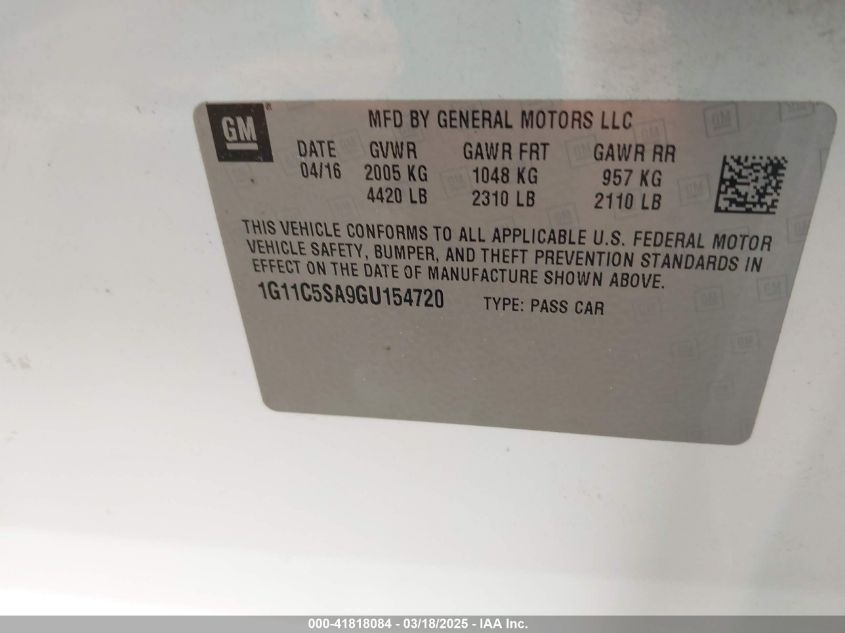 GM
MFD BY GENERAL MOTORS LLC
DATE GVWR GAWR FRT GAWR RR
04/16 2005 KG 1048 KG 957 KG
4420 LB 2310 LB 2110 LB
THIS VEHICLE CONFORMS TO ALL APPLICABLE U.S. FEDERAL MOTOR
VEHICLE SAFETY, BUMPER, AND THEFT PREVENTION STANDARDS IN
EFFECT ON THE DATE OF MANUFACTURE SHOWN ABOVE.
1G11C5SA9GU154720 TYPE: PASS CAR
000-41818084 - 03/18/2025 - IAA Inc.